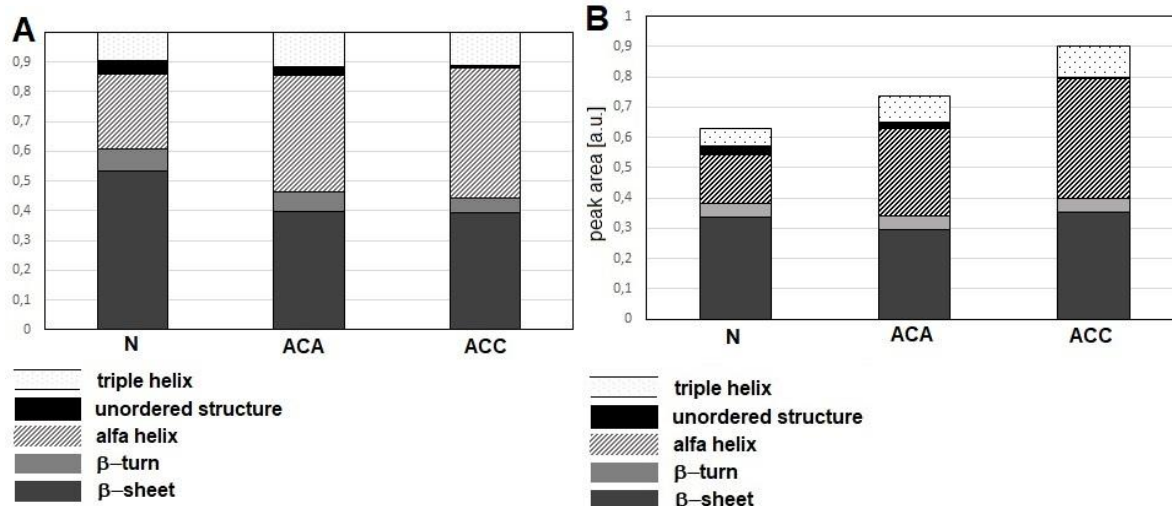 A
0,9
0,8
0,7
0,6
0,5
0,4
0,3
0,2
0,1
0
N ACA ACC
triple helix
unordered structure
alfa helix
β–turn
β–sheet
B
peak area [a.u.]
1
0,9
0,8
0,7
0,6
0,5
0,4
0,3
0,2
0,1
0
N ACA ACC
triple helix
unordered structure
alfa helix
β–turn
β–sheet